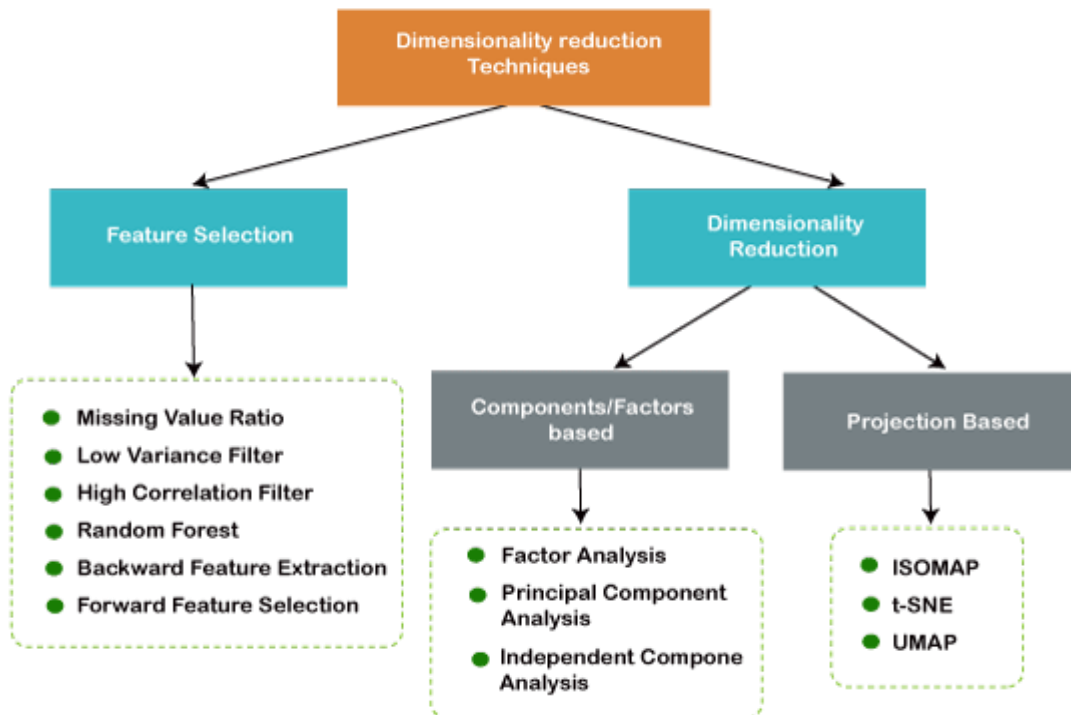 Dimensionality reduction
Techniques
Feature Selection
Dimensionality
Reduction
Missing Value Ratio
Low Variance Filter
High Correlation Filter
Random Forest
Backward Feature Extraction
Forward Feature Selection
Components/Factors
based
Projection Based
Factor Analysis
Principal Component
Analysis
Independent Compone
Analysis
ISOMAP
t-SNE
UMAP